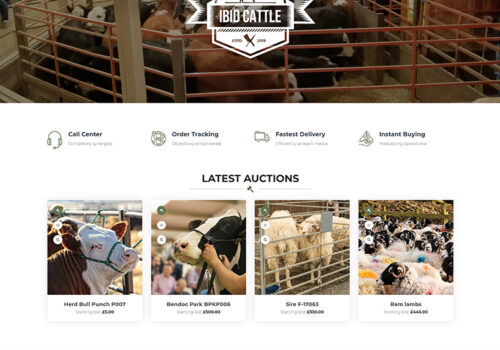 IBID CATTLE
ESTD 2019
Call Center
Completely synergize
Order Tracking
Objectively empowered
Fastest Delivery
Efficiently unleash media
Instant Buying
Podcasting operational
LATEST AUCTIONS
Herd Bull Punch P007
Starting bid: £5.00
Bendoc Park BPKP006
Starting bid: £500.00
Sire F-17063
Starting bid: £330.00
Ram lambs
Starting bid: £445.00